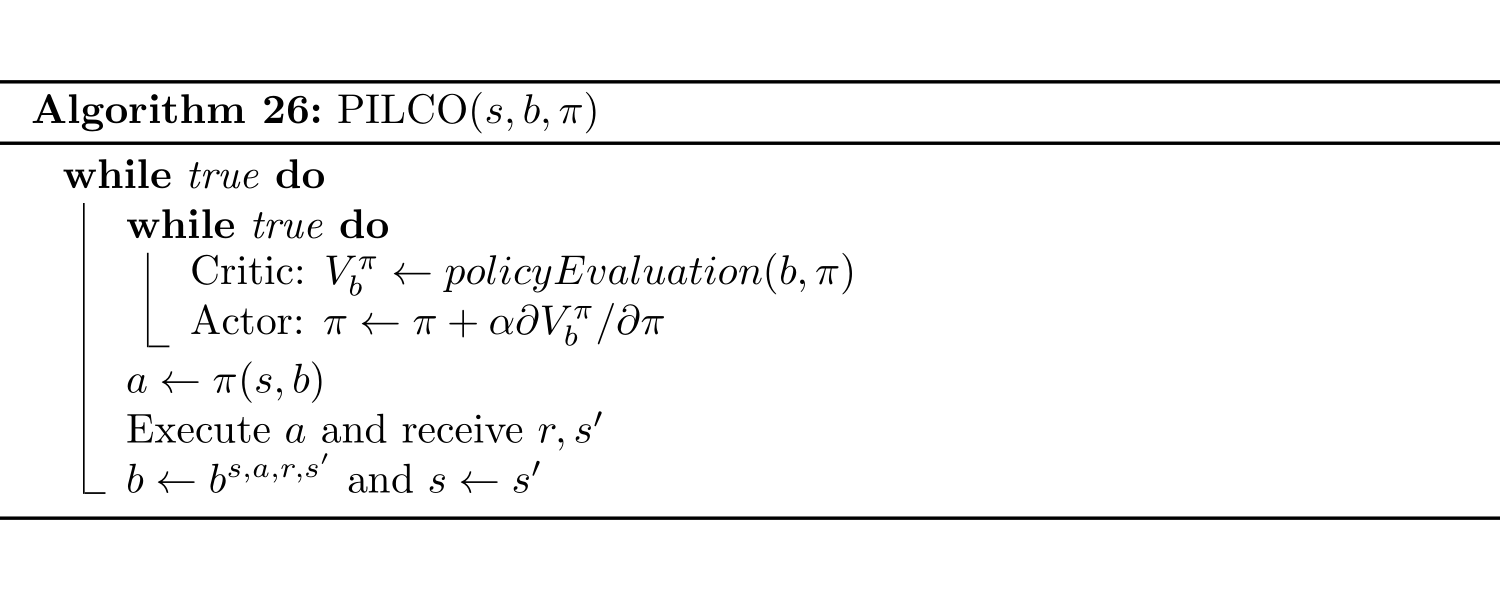 Algorithm 26: PILCO(s, b, π)
while true do
while true do
Critic: V_b^π ← policyEvaluation(b, π)
Actor: π ← π + α∂V_b^π/∂π
a ← π(s, b)
Execute a and receive r, s′
b ← b^{s,a,r,s′} and s ← s′